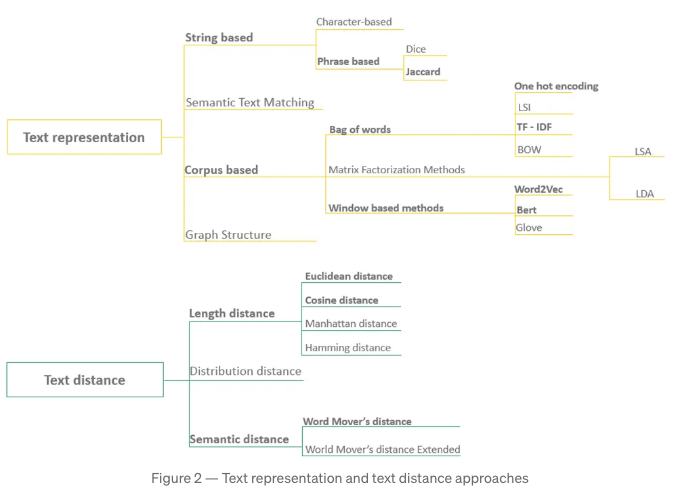 Text representation
String based
Character-based
Phrase based
Dice
Jaccard
Semantic Text Matching
Corpus based
Bag of words
One hot encoding
LSI
TF - IDF
BOW
Matrix Factorization Methods
LSA
LDA
Window based methods
Word2Vec
Bert
Glove
Graph Structure
Text distance
Length distance
Euclidean distance
Cosine distance
Manhattan distance
Hamming distance
Distribution distance
Semantic distance
Word Mover's distance
World Mover's distance Extended
Figure 2 — Text representation and text distance approaches